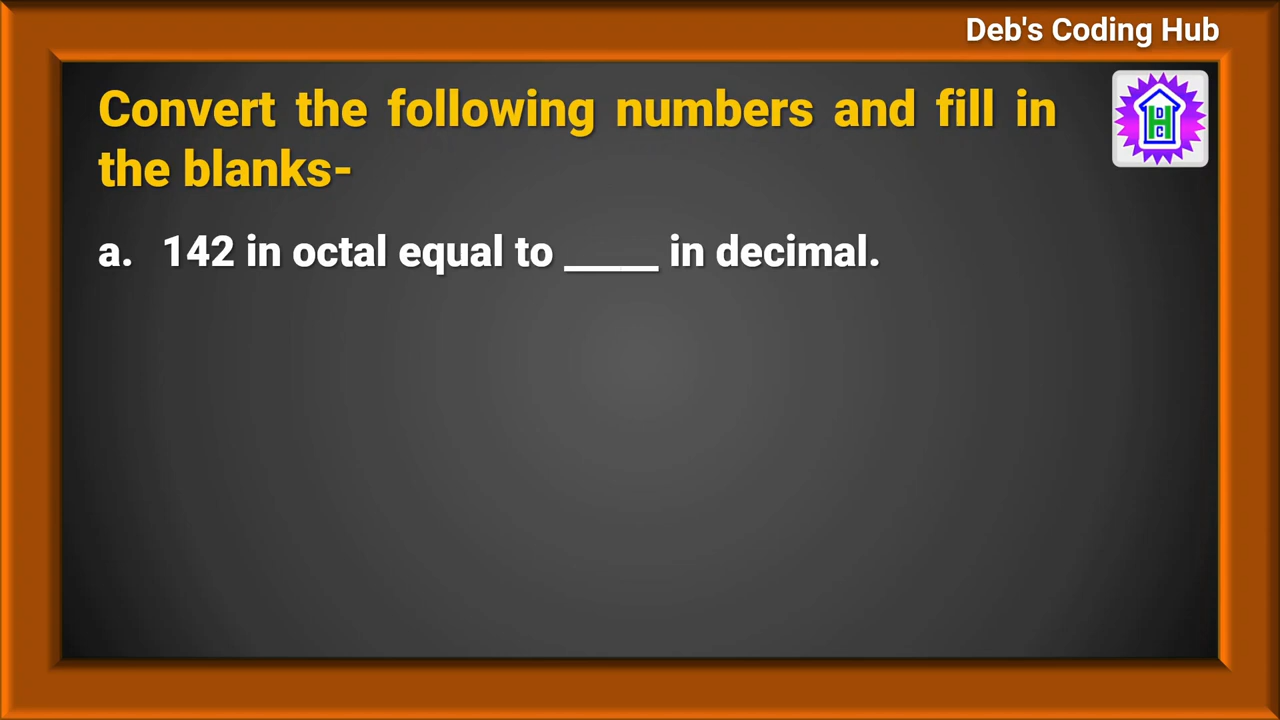 Deb's Coding Hub
Convert the following numbers and fill in
the blanks-
a. 142 in octal equal to _____ in decimal.
H
D
C